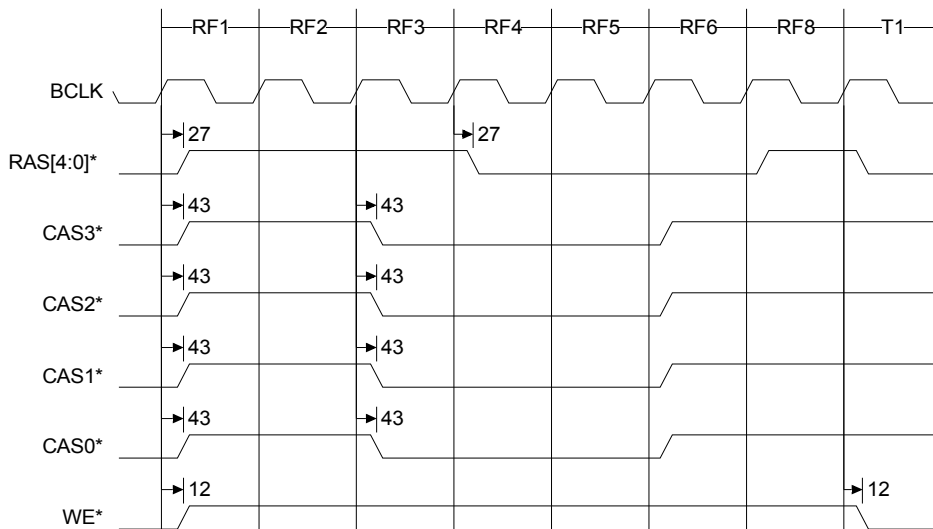 RF1 RF2 RF3 RF4 RF5 RF6 RF8 T1
BCLK
27 27
RAS[4:0]*
43 43
CAS3*
43 43
CAS2*
43 43
CAS1*
43 43
CAS0*
12 12
WE*